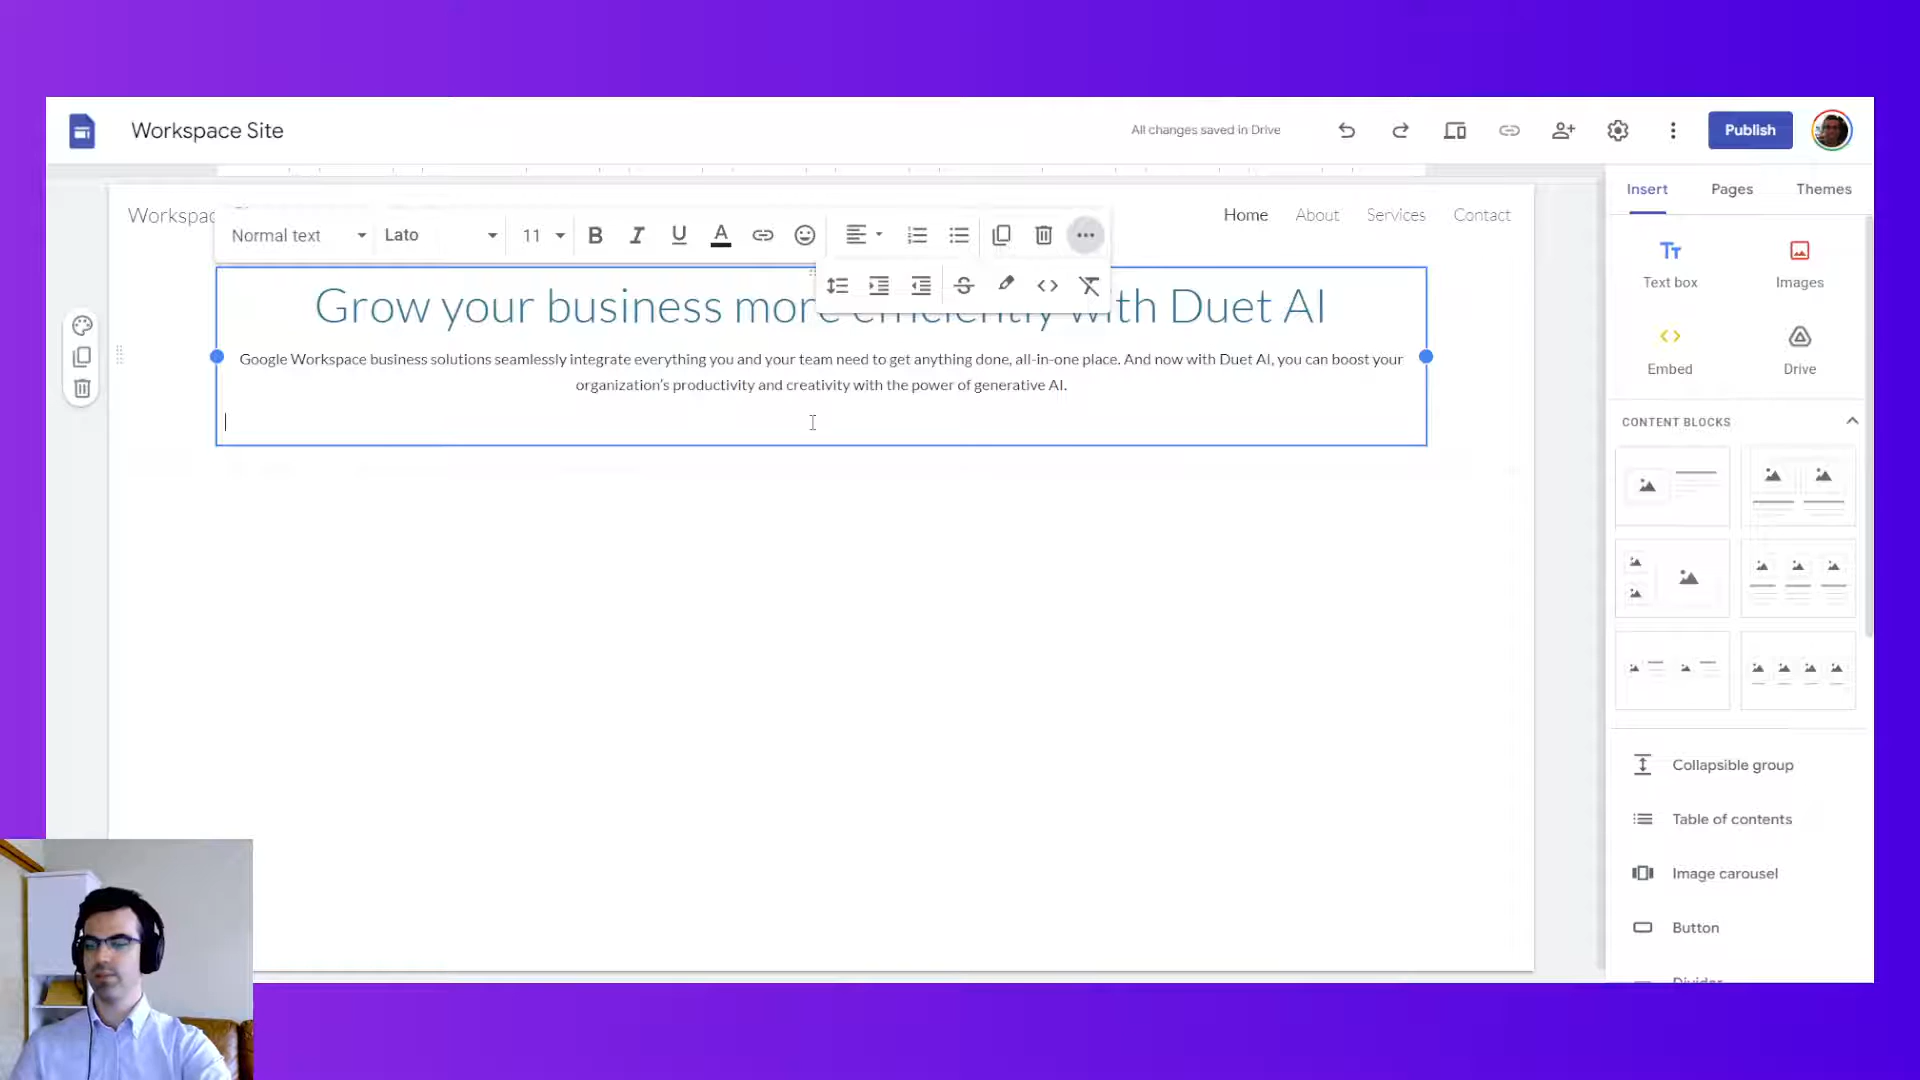 Workspace Site
All changes saved in Drive
Publish
Insert
Pages
Themes
Home
About
Services
Contact
Normal text
Lato
11
Grow your business more efficiently with Duet AI
Google Workspace business solutions seamlessly integrate everything you and your team need to get anything done, all-in-one place. And now with Duet AI, you can boost your
organization's productivity and creativity with the power of generative AI.
Text box
Images
Embed
Drive
CONTENT BLOCKS
Collapsible group
Table of contents
Image carousel
Button
Divider